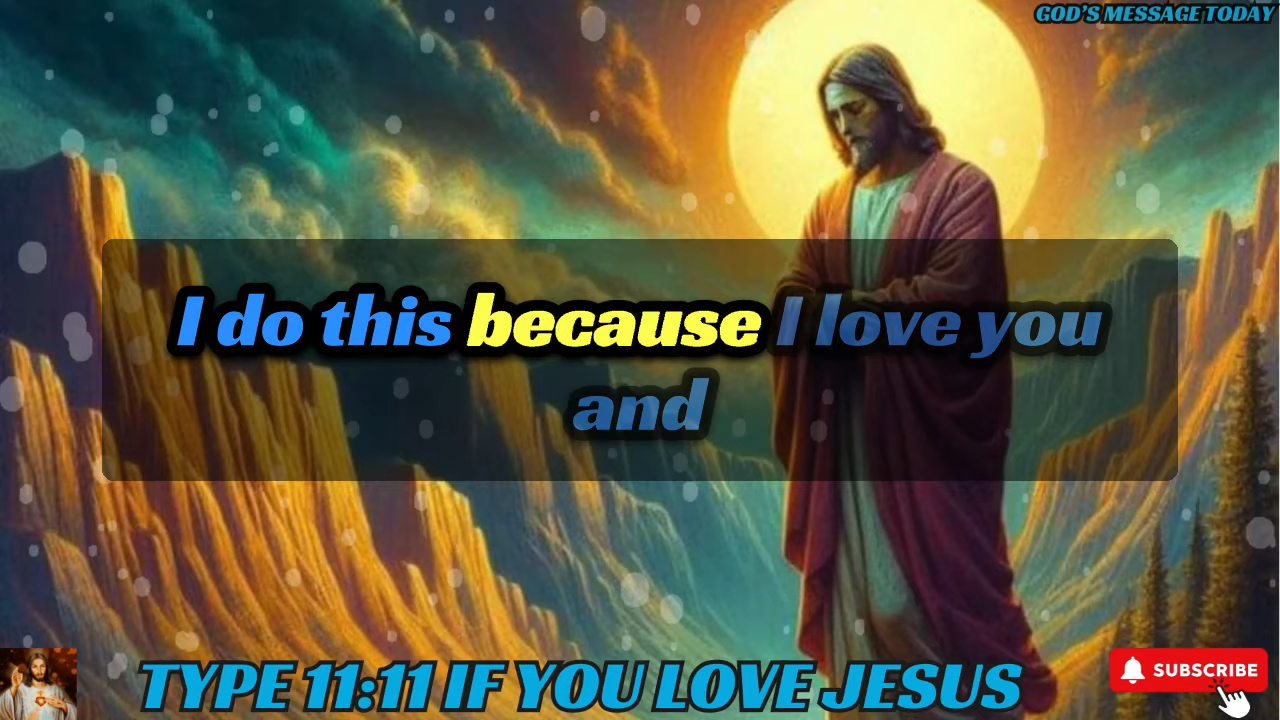 GOD'S MESSAGE TODAY
I do this because I love you
and
TYPE 11:11 IF YOU LOVE JESUS
SUBSCRIBE